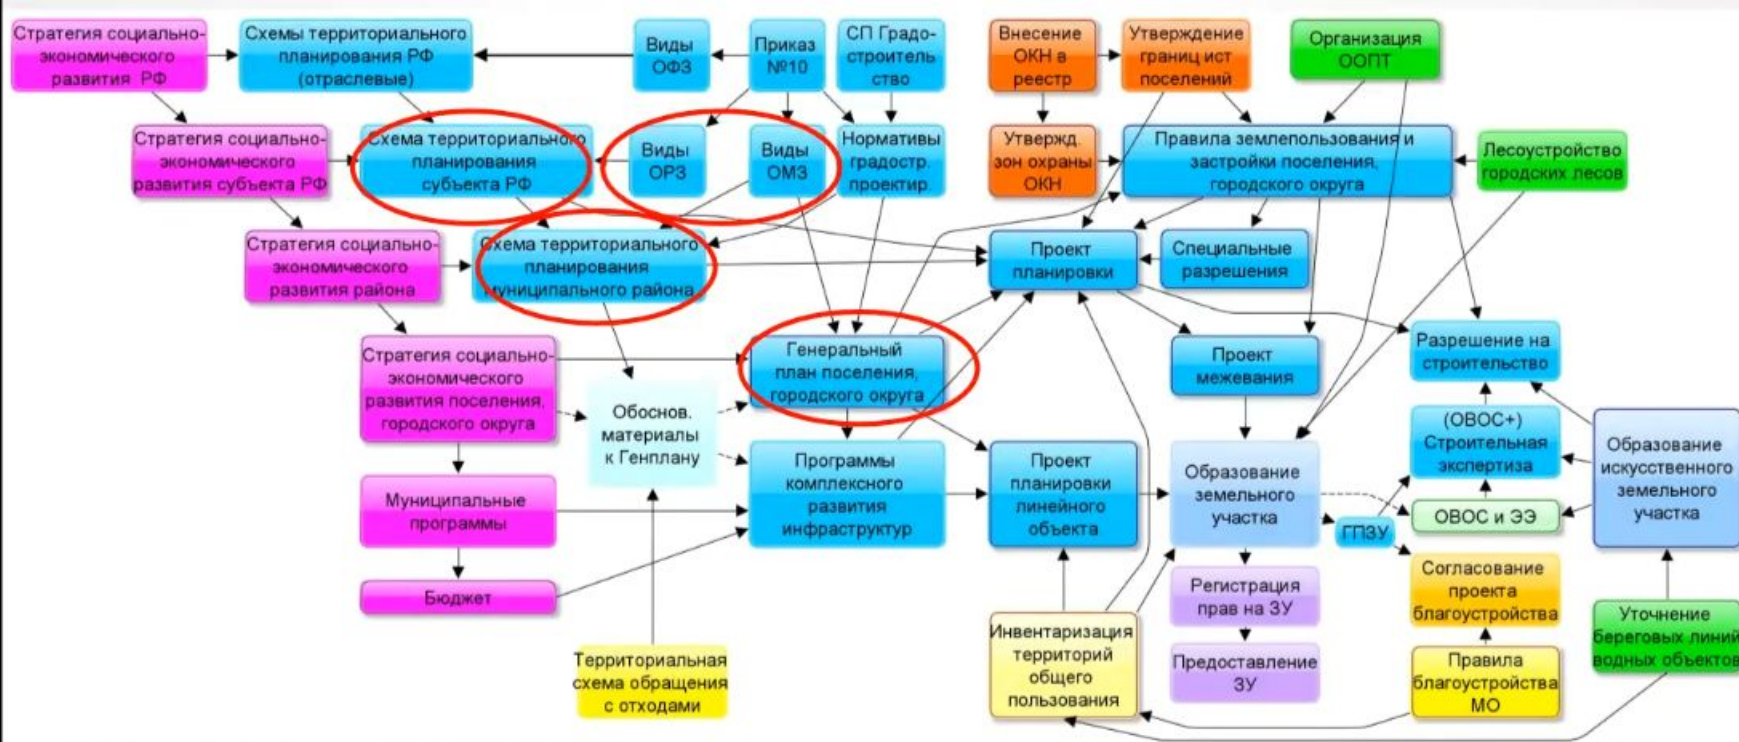 Стратегия социально-
экономического
развития РФ
Схемы территориального
планирования РФ
(отраслевые)
Виды
ОФЗ
Приказ
№10
СП Градо-
строитель
ство
Внесение
ОКН в
реестр
Утверждение
границ ист
поселений
Организация
ООПТ
Стратегия социально-
экономического
развития субъекта РФ
Схема территориального
планирования
субъекта РФ
Виды
ОРЗ
Виды
ОМЗ
Нормативы
градостр.
проектир.
Утвержд.
зон охраны
ОКН
Правила землепользования и
застройки поселения,
городского округа
Лесоустройство
городских лесов
Стратегия социально-
экономического
развития района
Схема территориального
планирования
муниципального района
Проект
планировки
Специальные
разрешения
Стратегия социально-
экономического
развития поселения,
городского округа
Обоснов.
материалы
к Генплану
Генеральный
план поселения,
городского округа
Проект
межевания
Разрешение на
строительство
Муниципальные
программы
Программы
комплексного
развития
инфраструктур
Проект
планировки
линейного
объекта
Образование
земельного
участка
(ОВОС+)
Строительная
экспертиза
Образование
искусственного
земельного
участка
ОВОС и ЭЭ
ГПЗУ
Бюджет
Регистрация
прав на ЗУ
Согласование
проекта
благоустройства
Территориальная
схема обращения
с отходами
Инвентаризация
территорий
общего
пользования
Предоставление
ЗУ
Правила
благоустройства
МО
Уточнение
береговых линий
водных объектов